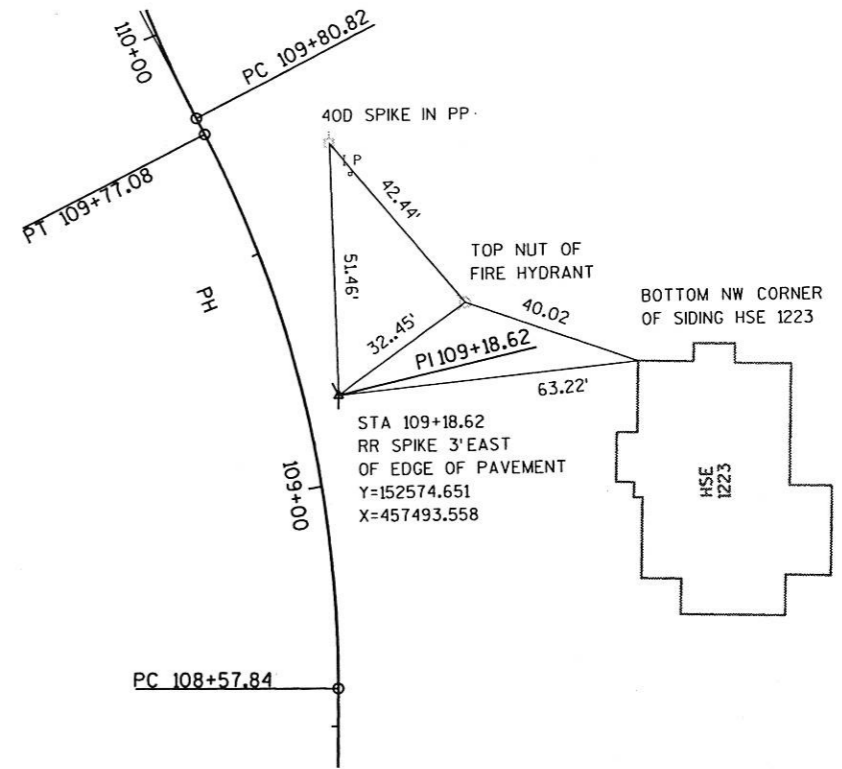 110+00
PC 109+80.82
40D SPIKE IN PP
P
PT 109+77.08
42.44'
51.46'
PH
TOP NUT OF
FIRE HYDRANT
40.02
BOTTOM NW CORNER
OF SIDING HSE 1223
32..45'
PI 109+18.62
63.22'
STA 109+18.62
RR SPIKE 3'EAST
OF EDGE OF PAVEMENT
Y=152574.651
X=457493.558
109+00
HSE
1223
PC 108+57.84